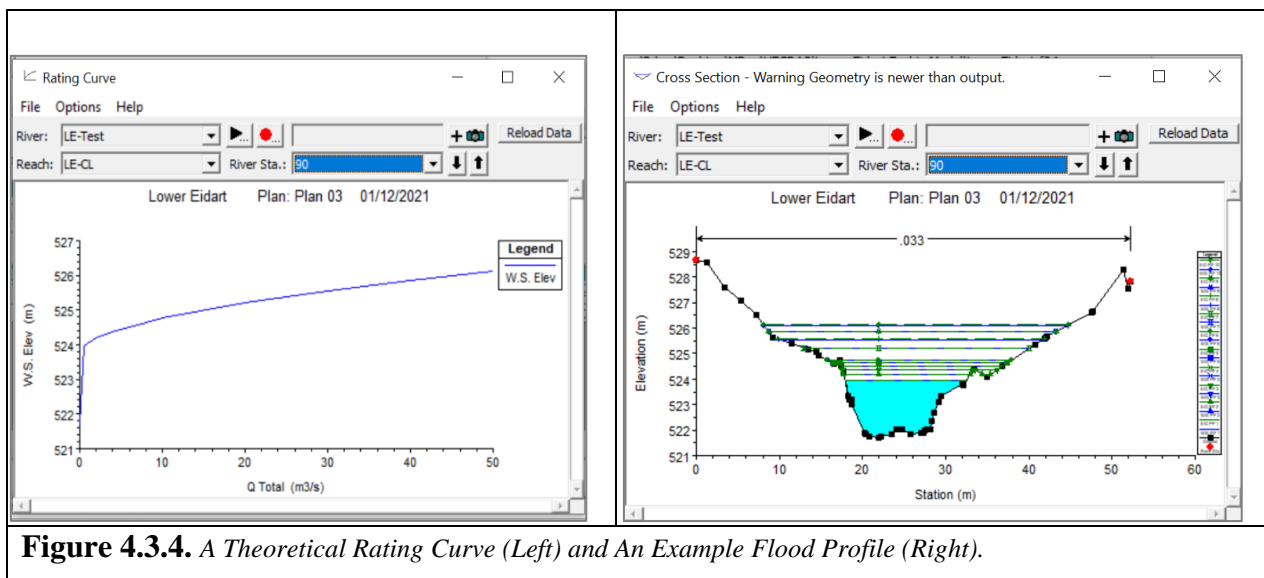 Rating Curve
File Options Help
River: LE-Test
Reload Data
Reach: LE-CL River Sta.: 90
Lower Eidart Plan: Plan 03 01/12/2021
527
526
525
524
523
522
521
W.S. Elev (m)
0 10 20 30 40 50
Q Total (m3/s)
Legend
W.S. Elev
Cross Section - Warning Geometry is newer than output.
File Options Help
River: LE-Test
Reload Data
Reach: LE-CL River Sta.: 90
Lower Eidart Plan: Plan 03 01/12/2021
.033
529
528
527
526
525
524
523
522
521
Elevation (m)
0 10 20 30 40 50 60
Station (m)
Legend
Figure 4.3.4. A Theoretical Rating Curve (Left) and An Example Flood Profile (Right).